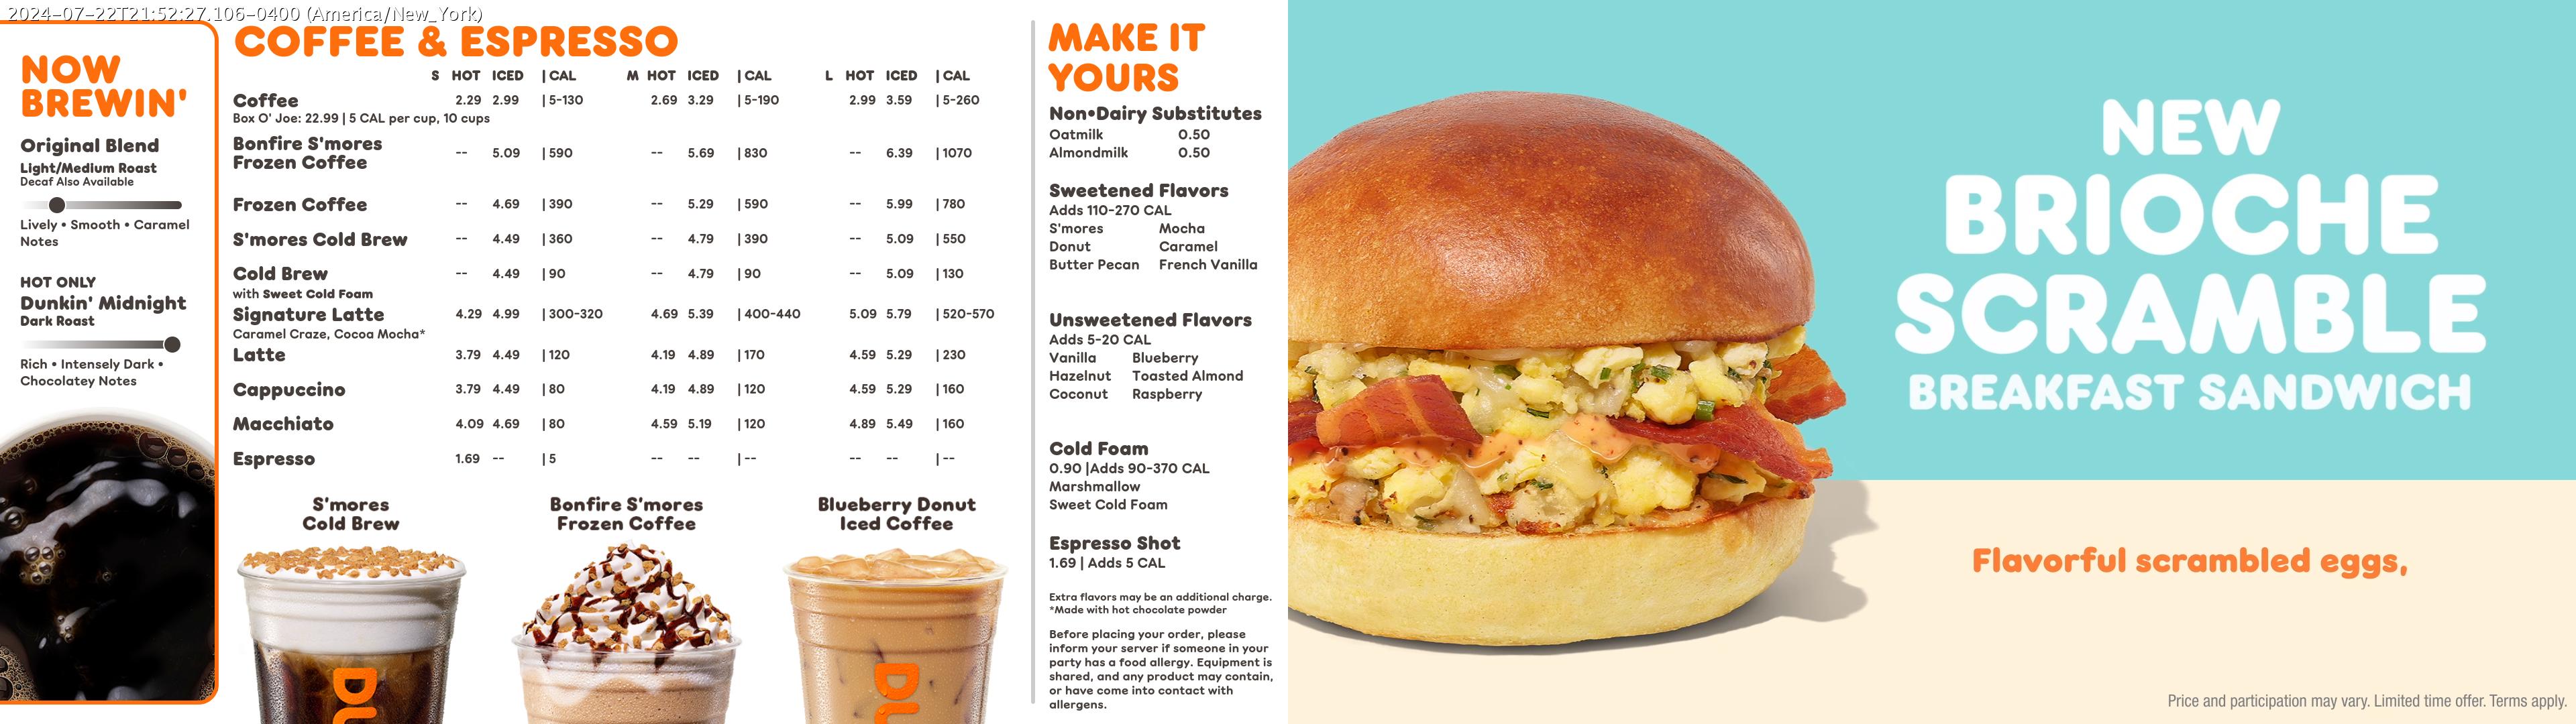 2024-07-22T21:52:27.106-0400 (America/New_York)
NOW
BREWIN'
Original Blend
Light/Medium Roast
Decaf Also Available
Lively • Smooth • Caramel
Notes
HOT ONLY
Dunkin' Midnight
Dark Roast
Rich • Intensely Dark •
Chocolatey Notes
COFFEE & ESPRESSO
S HOT ICED | CAL M HOT ICED | CAL L HOT ICED | CAL
Coffee 2.29 2.99 | 5-130 2.69 3.29 | 5-190 2.99 3.59 | 5-260
Box O' Joe: 22.99 | 5 CAL per cup, 10 cups
Bonfire S'mores
Frozen Coffee -- 5.09 | 590 -- 5.69 | 830 -- 6.39 | 1070
Frozen Coffee -- 4.69 | 390 -- 5.29 | 590 -- 5.99 | 780
S'mores Cold Brew -- 4.49 | 360 -- 4.79 | 390 -- 5.09 | 550
Cold Brew -- 4.49 | 90 -- 4.79 | 90 -- 5.09 | 130
with Sweet Cold Foam
Signature Latte 4.29 4.99 | 300-320 4.69 5.39 | 400-440 5.09 5.79 | 520-570
Caramel Craze, Cocoa Mocha*
Latte 3.79 4.49 | 120 4.19 4.89 | 170 4.59 5.29 | 230
Cappuccino 3.79 4.49 | 80 4.19 4.89 | 120 4.59 5.29 | 160
Macchiato 4.09 4.69 | 80 4.59 5.19 | 120 4.89 5.49 | 160
Espresso 1.69 -- | 5 -- -- | -- -- -- | --
S'mores
Cold Brew
Bonfire S'mores
Frozen Coffee
Blueberry Donut
Iced Coffee
DU
DU
MAKE IT
YOURS
Non•Dairy Substitutes
Oatmilk 0.50
Almondmilk 0.50
Sweetened Flavors
Adds 110-270 CAL
S'mores Mocha
Donut Caramel
Butter Pecan French Vanilla
Unsweetened Flavors
Adds 5-20 CAL
Vanilla Blueberry
Hazelnut Toasted Almond
Coconut Raspberry
Cold Foam
0.90 |Adds 90-370 CAL
Marshmallow
Sweet Cold Foam
Espresso Shot
1.69 | Adds 5 CAL
Extra flavors may be an additional charge.
*Made with hot chocolate powder
Before placing your order, please
inform your server if someone in your
party has a food allergy. Equipment is
shared, and any product may contain,
or have come into contact with
allergens.
NEW
BRIOCHE
SCRAMBLE
BREAKFAST SANDWICH
Flavorful scrambled eggs,
Price and participation may vary. Limited time offer. Terms apply.